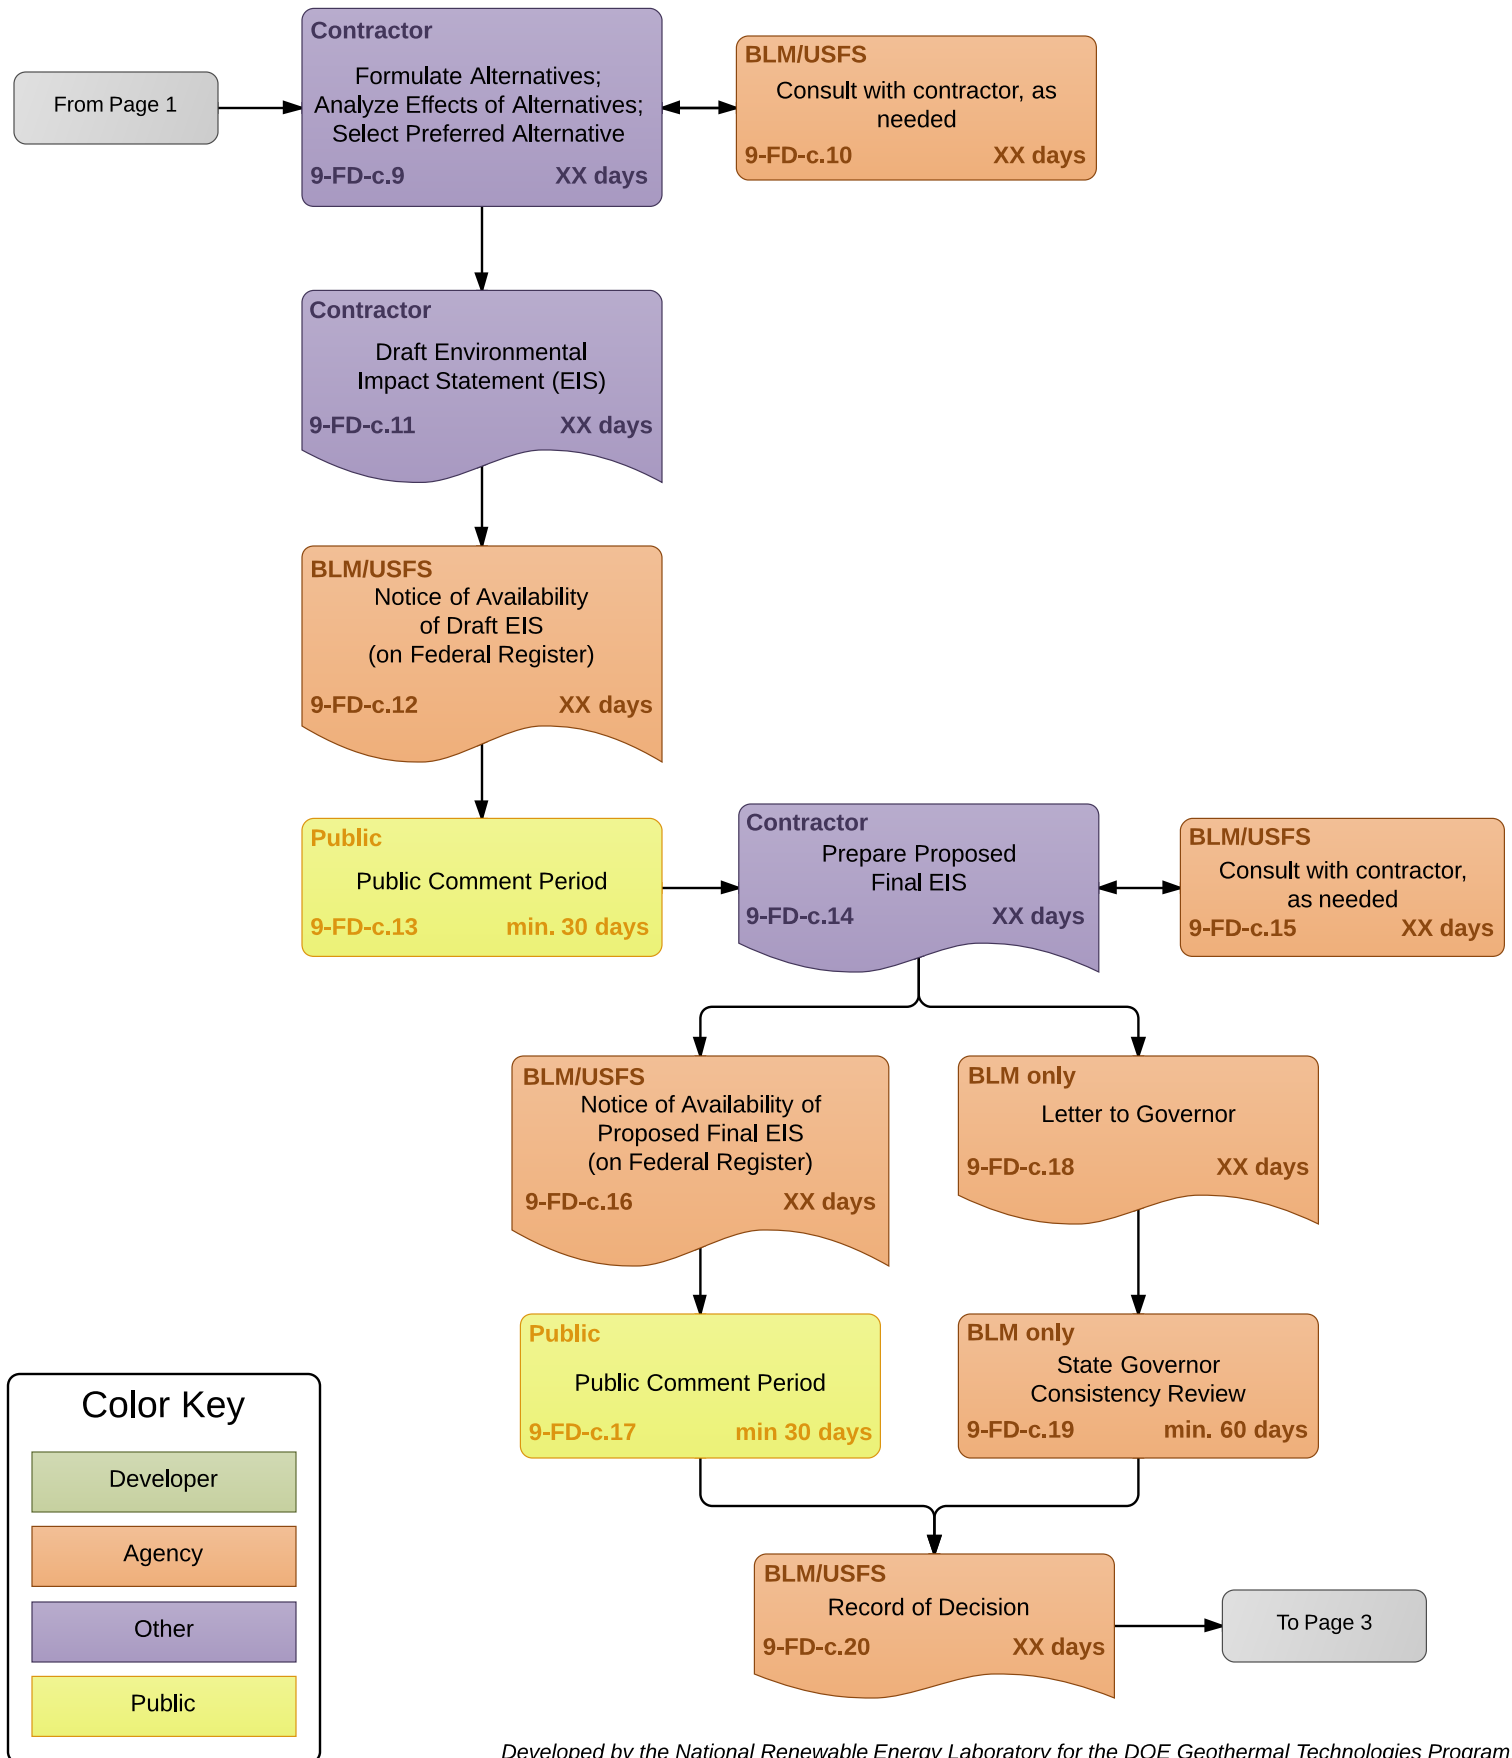 From Page 1
Contractor
Formulate Alternatives;
Analyze Effects of Alternatives;
Select Preferred Alternative
9-FD-c.9 XX days
BLM/USFS
Consult with contractor, as
needed
9-FD-c.10 XX days
Contractor
Draft Environmental
Impact Statement (EIS)
9-FD-c.11 XX days
BLM/USFS
Notice of Availability
of Draft EIS
(on Federal Register)
9-FD-c.12 XX days
Public
Public Comment Period
9-FD-c.13 min. 30 days
Contractor
Prepare Proposed
Final EIS
9-FD-c.14 XX days
BLM/USFS
Consult with contractor,
as needed
9-FD-c.15 XX days
BLM/USFS
Notice of Availability of
Proposed Final EIS
(on Federal Register)
9-FD-c.16 XX days
BLM only
Letter to Governor
9-FD-c.18 XX days
Public
Public Comment Period
9-FD-c.17 min 30 days
BLM only
State Governor
Consistency Review
9-FD-c.19 min. 60 days
BLM/USFS
Record of Decision
9-FD-c.20 XX days
To Page 3
Color Key
Developer
Agency
Other
Public
Developed by the National Renewable Energy Laboratory for the DOE Geothermal Technologies Program